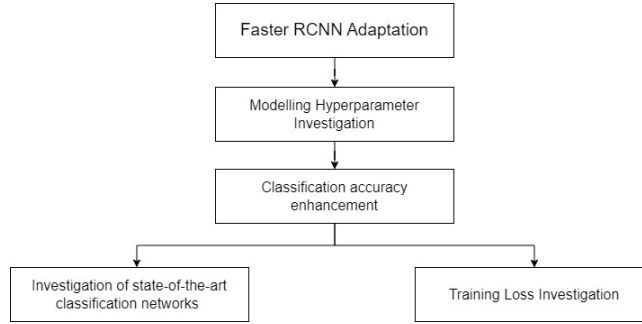 Faster RCNN Adaptation
Modelling Hyperparameter
Investigation
Classification accuracy
enhancement
Investigation of state-of-the-art
classification networks
Training Loss Investigation